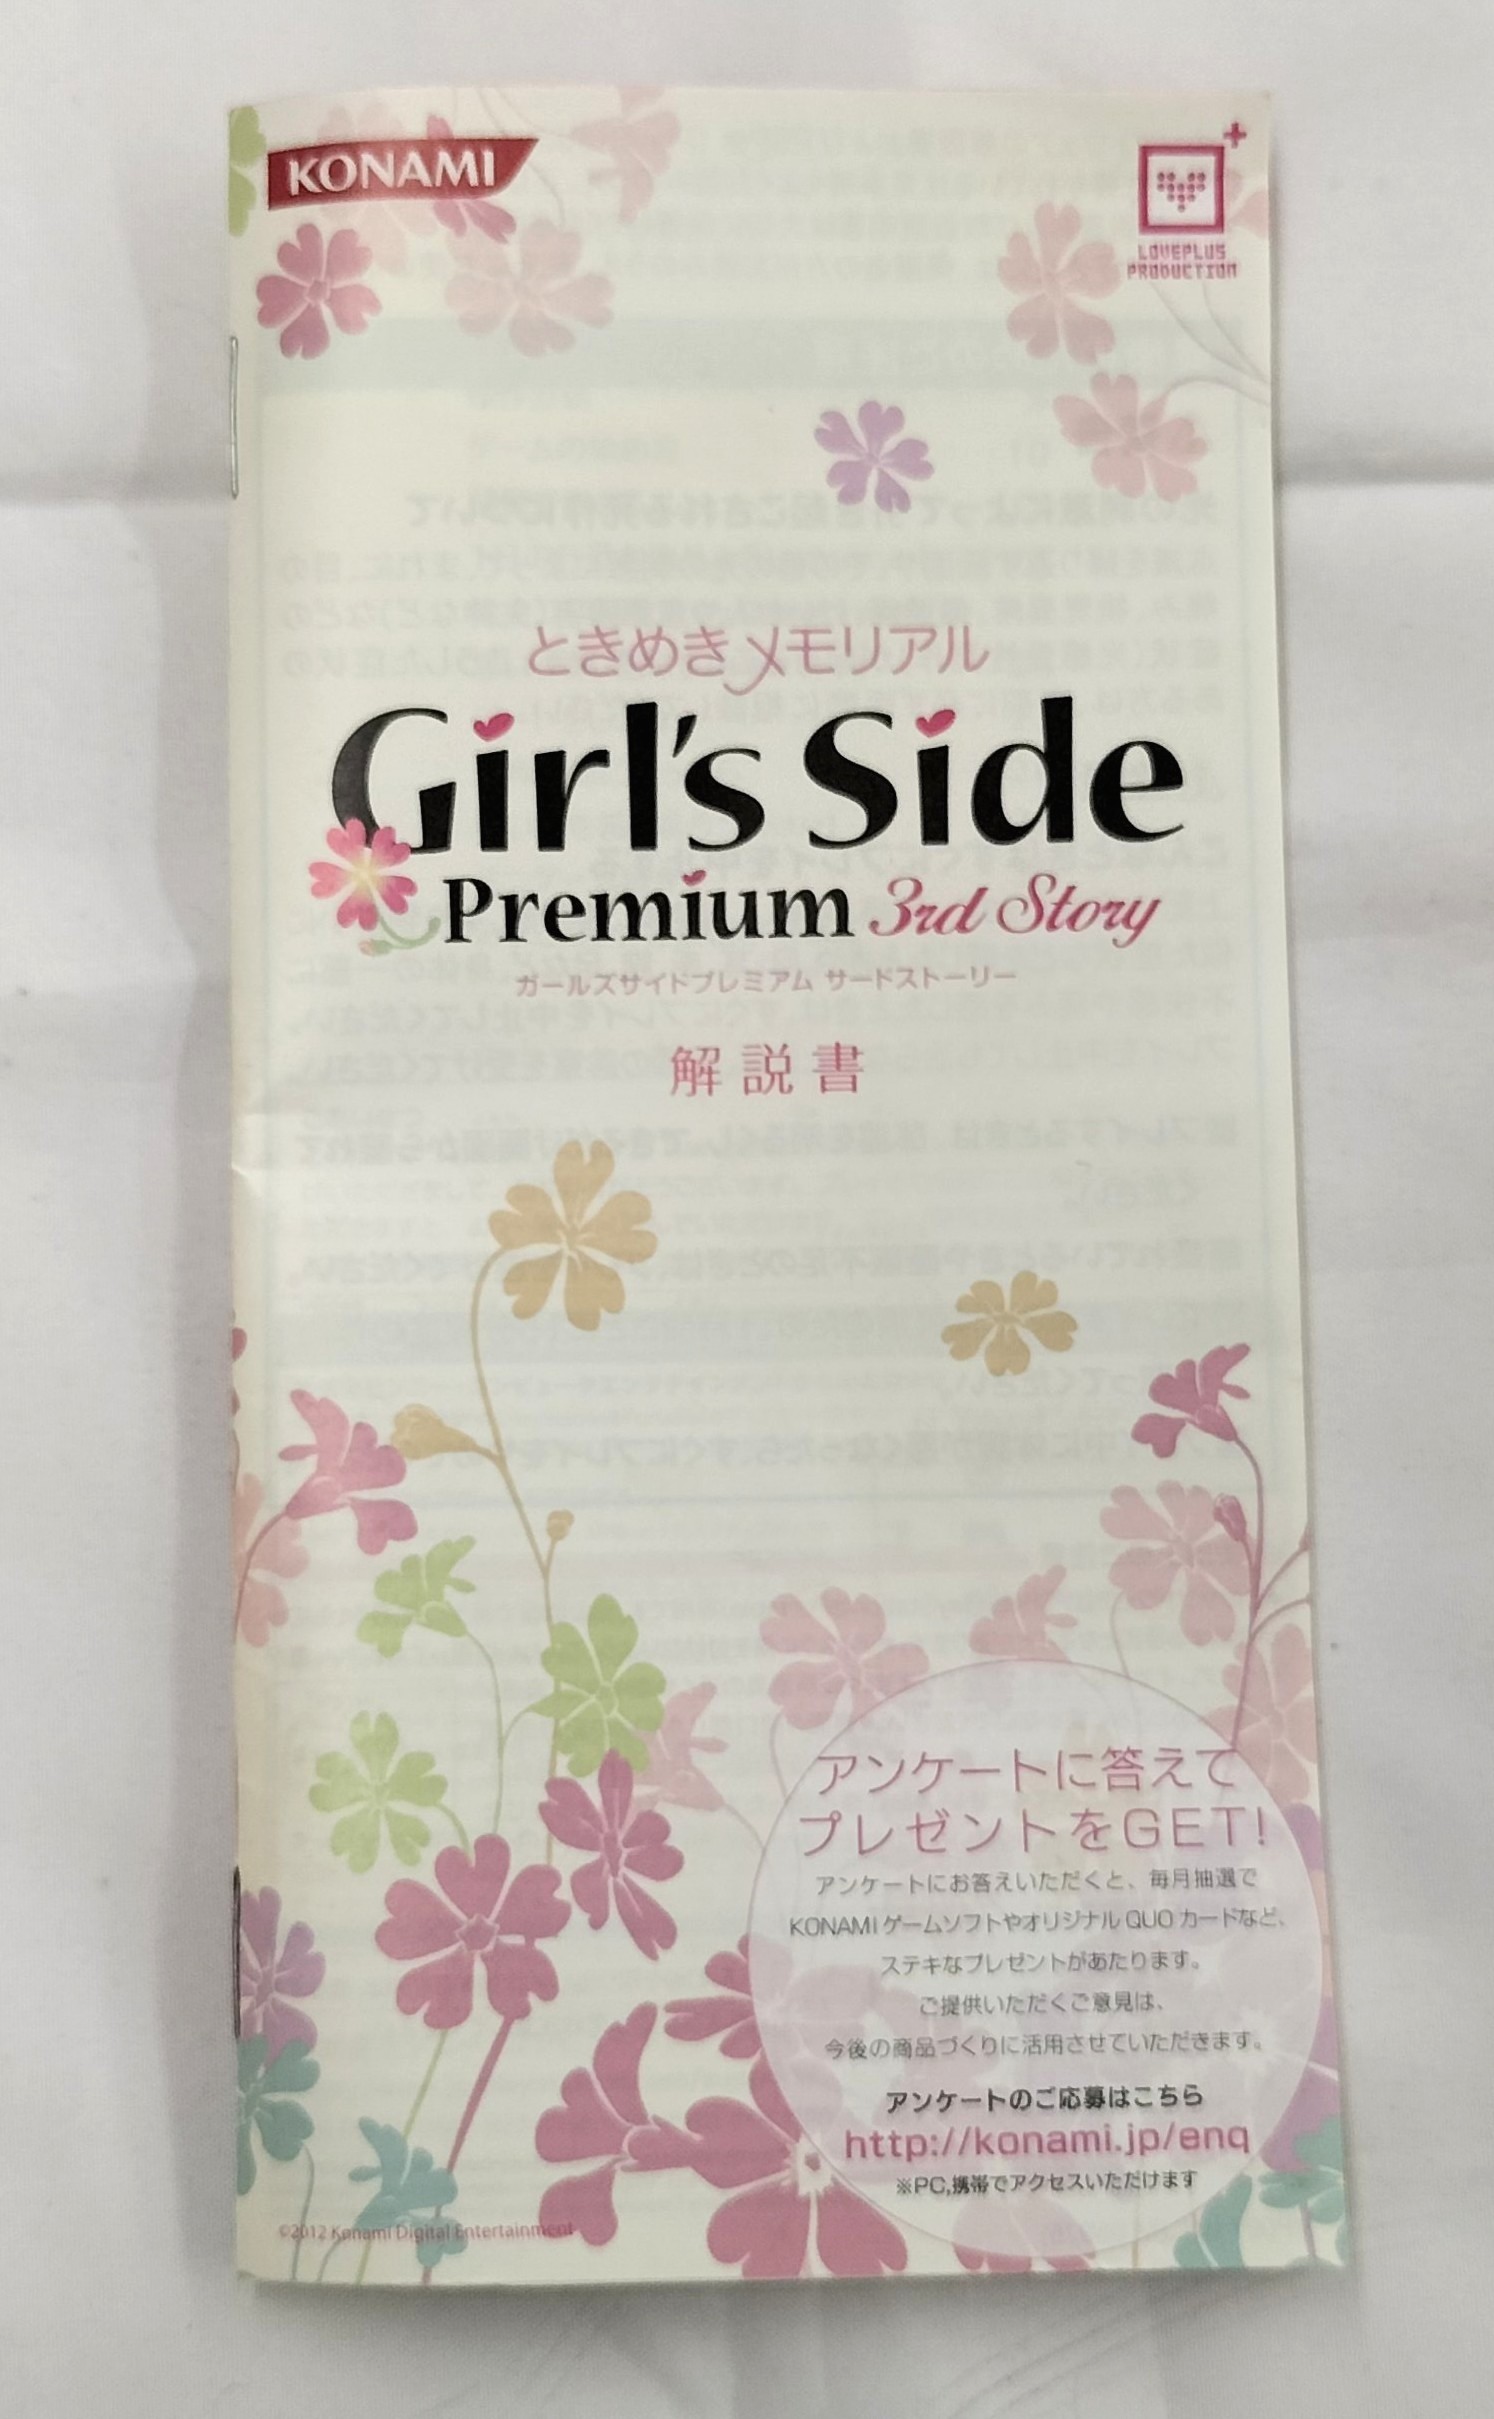 KONAMI
LOVEPLUS
PRODUCTION
ときめきメモリアル
Girl's Side
Premium 3rd Story
ガールズサイドプレミアム サードストーリー
解説書
アンケートに答えて
プレゼントをGET!
アンケートにお答えいただくと、毎月抽選で
KONAMIゲームソフトやオリジナルQUOカードなど、
ステキなプレゼントがあたります。
ご提供いただくご意見は、
今後の商品づくりに活用させていただきます。
アンケートのご応募はこちら
http://konami.jp/enq
※PC,携帯でアクセスいただけます
©2012 Konami Digital Entertainment